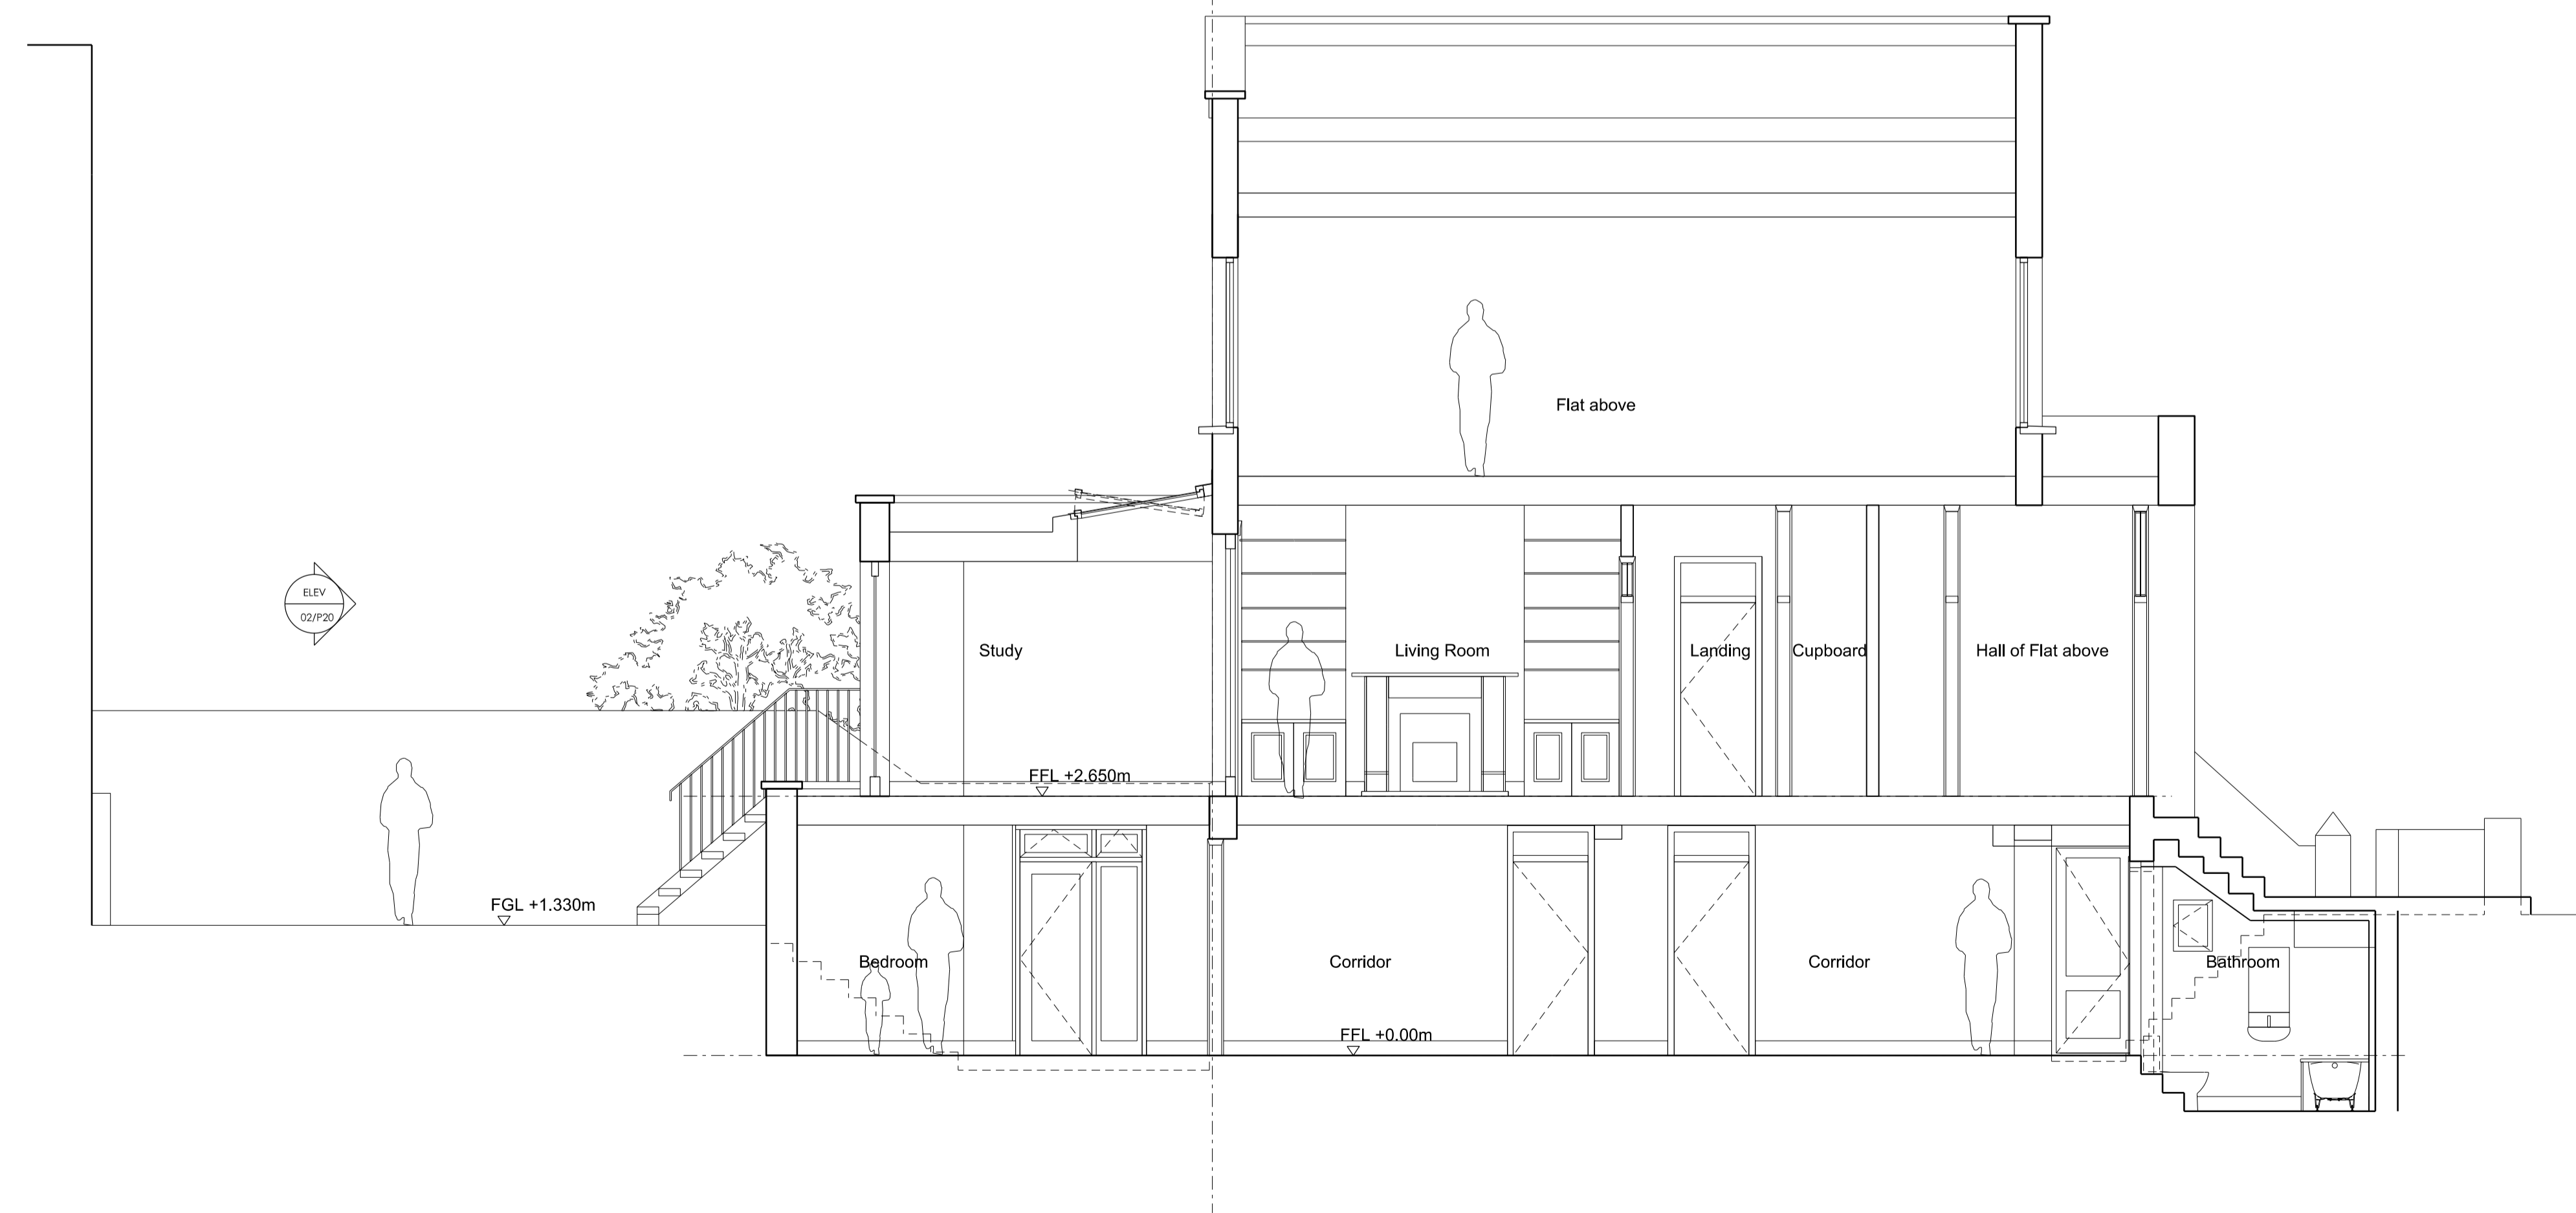 Flat above
ELEV
02/P20
Study
Living Room
Landing
Cupboard
Hall of Flat above
FFL +2.650m
FGL +1.330m
Bedroom
Corridor
Corridor
Bathroom
FFL +0.00m